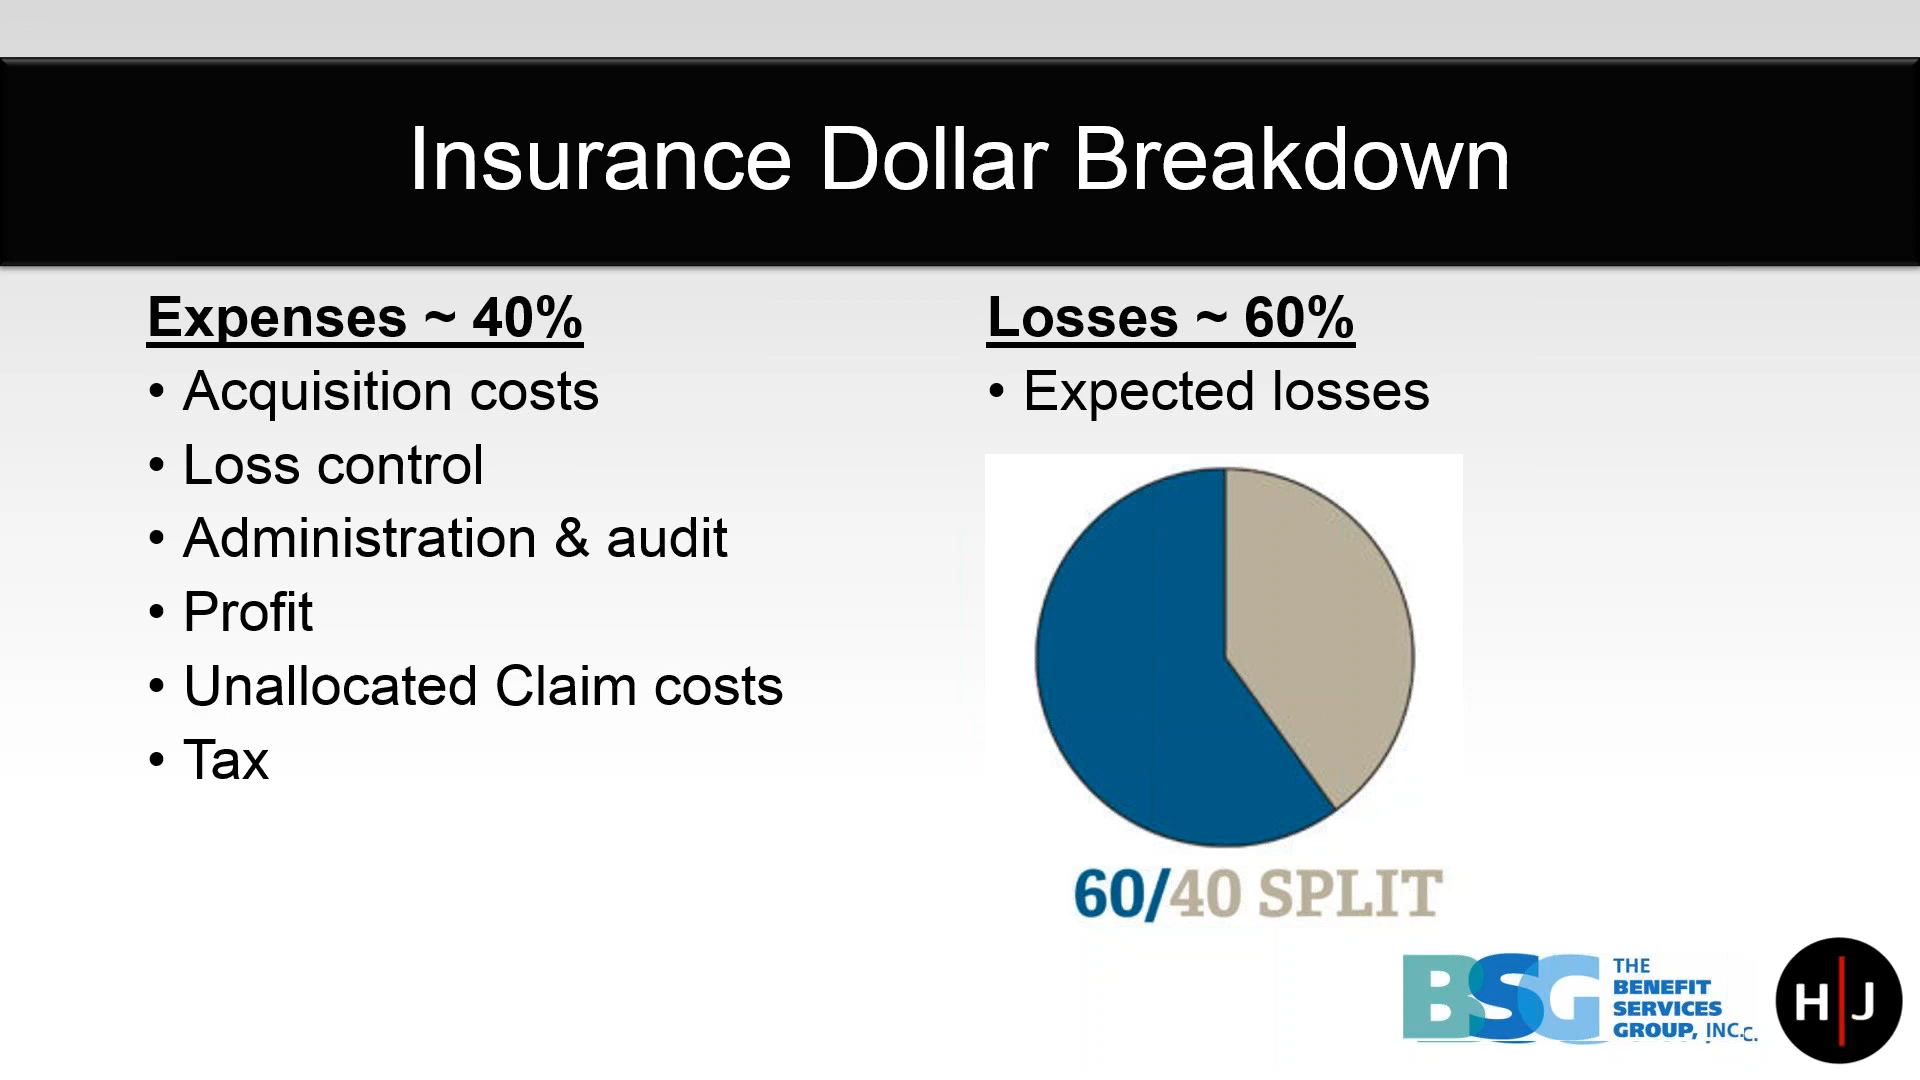 Insurance Dollar Breakdown
Expenses ~ 40%
• Acquisition costs
• Loss control
• Administration & audit
• Profit
• Unallocated Claim costs
• Tax
Losses ~ 60%
• Expected losses
60/40 SPLIT
BSG
THE
BENEFIT
SERVICES
GROUP, INC.
H|J